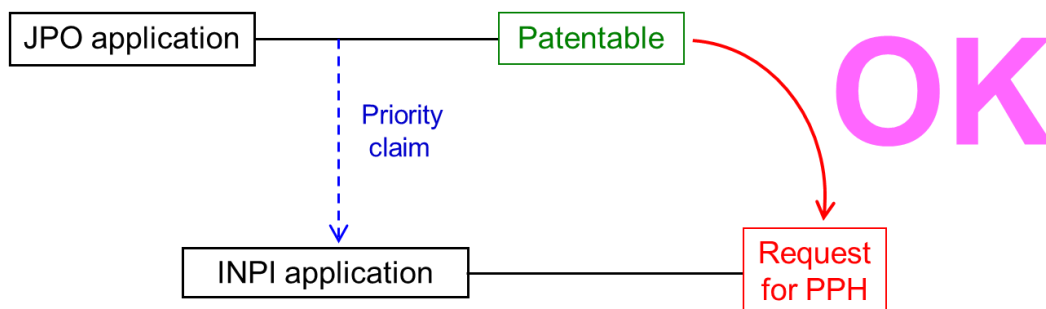 JPO application
Patentable
OK
Priority
claim
INPI application
Request
for PPH